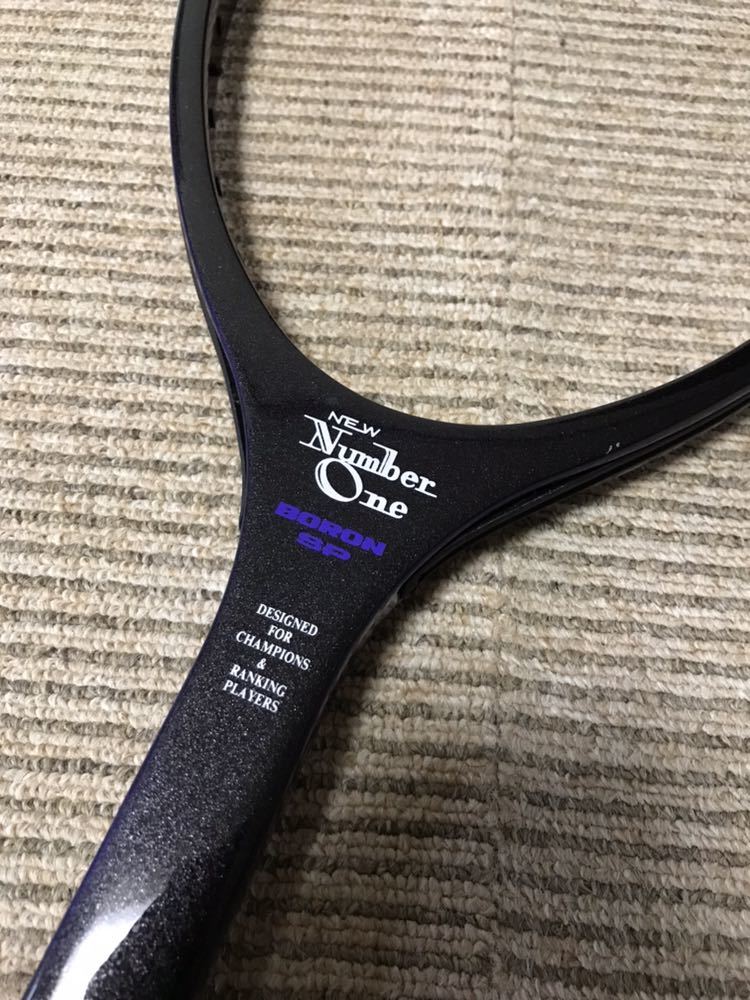 NEW
Number
One
BORON
SP
DESIGNED
FOR
CHAMPIONS
&
RANKING
PLAYERS